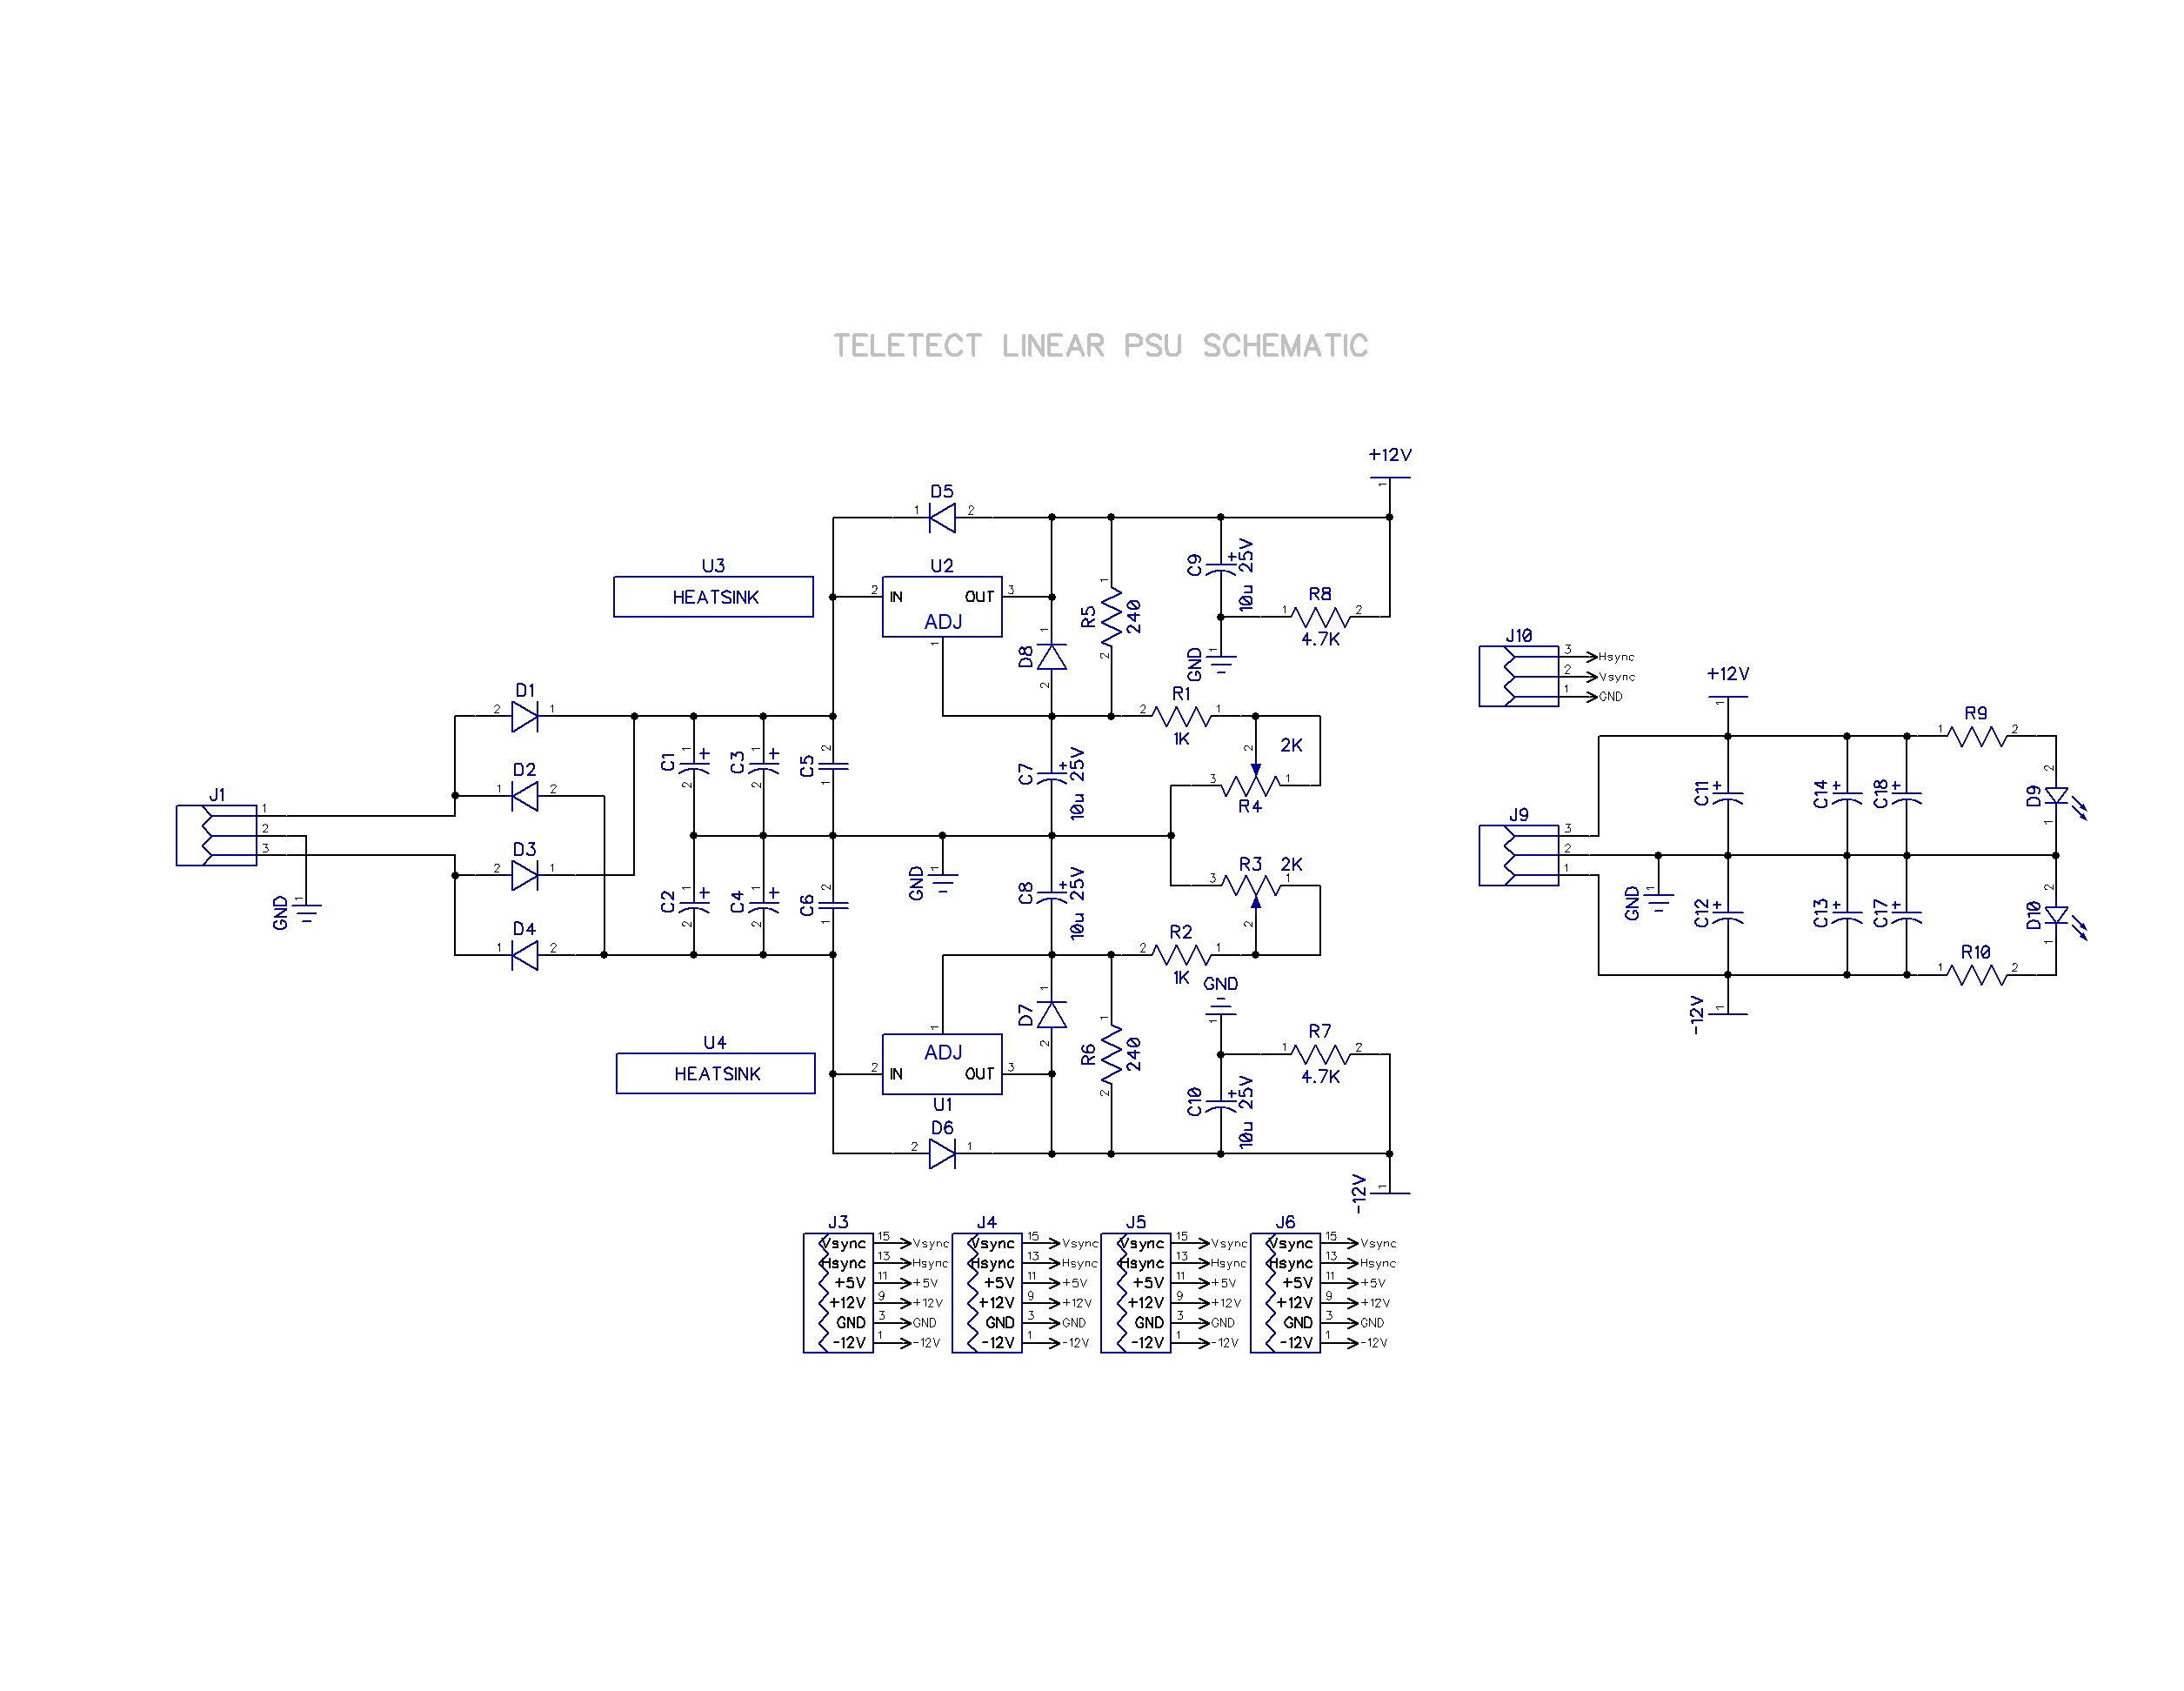 TELETECT LINEAR PSU SCHEMATIC
+12V
1
D5
1 2
U3
HEATSINK
U2
2 IN OUT 3
ADJ
1
D8
1
2
R5
240
1
2
C9
10u 25V
R8
1 2
4.7K
GND
1
R1
2 1
1K
2K
2
3 1
R4
D1
2 1
D2
1 2
D3
2 1
D4
1 2
J1
1
2
3
GND
1
C1
1
2
C3
1
2
C5
2
1
C2
1
2
C4
1
2
C6
2
1
GND
1
C7
10u 25V
C8
10u 25V
R3 2K
3 1
2
R2
2 1
1K
GND
1
D7
1
2
R6
240
1
2
R7
1 2
4.7K
C10
10u 25V
U4
HEATSINK
1
ADJ
2 IN OUT 3
U1
D6
2 1
-12V
1
J10
3 Hsync
2 Vsync
1 GND
+12V
1
J9
3
2
1
GND
1
C11
C14
C18
C12
C13
C17
R9
1 2
D9
2
1
D10
2
1
R10
1 2
-12V
1
J3
Vsync 15 Vsync
Hsync 13 Hsync
+5V 11 +5V
+12V 9 +12V
GND 3 GND
-12V 1 -12V
J4
Vsync 15 Vsync
Hsync 13 Hsync
+5V 11 +5V
+12V 9 +12V
GND 3 GND
-12V 1 -12V
J5
Vsync 15 Vsync
Hsync 13 Hsync
+5V 11 +5V
+12V 9 +12V
GND 3 GND
-12V 1 -12V
J6
Vsync 15 Vsync
Hsync 13 Hsync
+5V 11 +5V
+12V 9 +12V
GND 3 GND
-12V 1 -12V